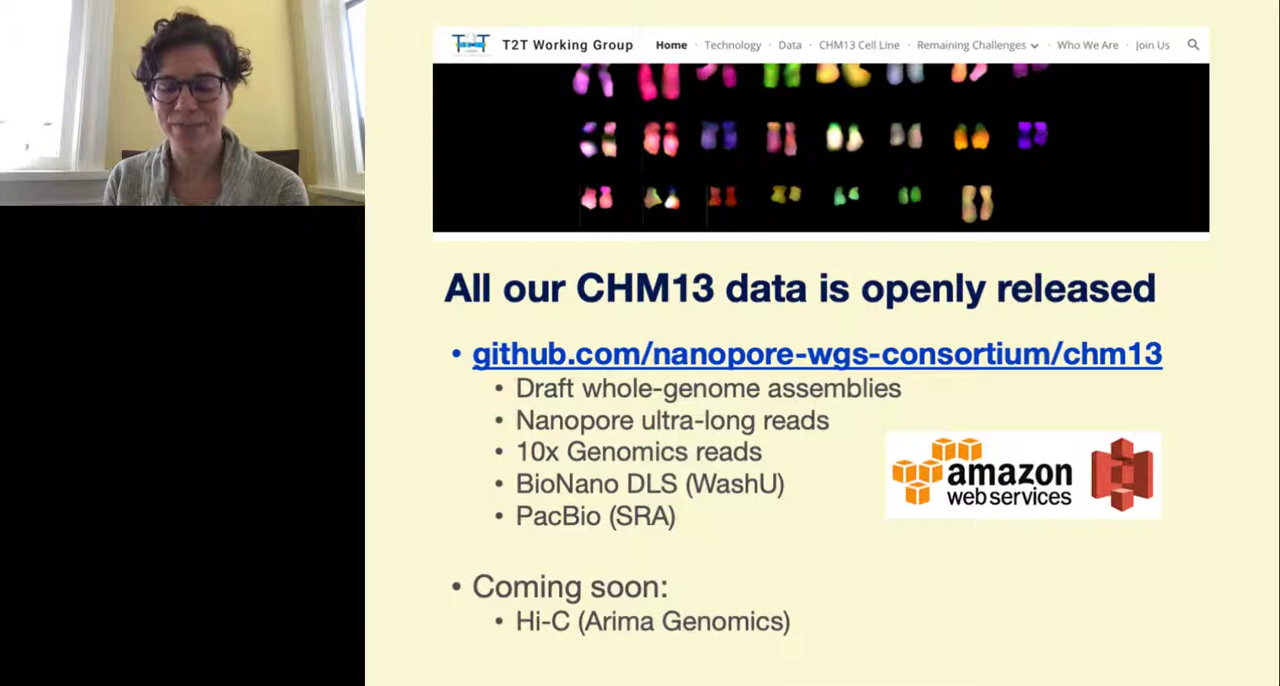 T2T T2T Working Group Home · Technology · Data · CHM13 Cell Line · Remaining Challenges · Who We Are · Join Us
All our CHM13 data is openly released
• github.com/nanopore-wgs-consortium/chm13
• Draft whole-genome assemblies
• Nanopore ultra-long reads
• 10x Genomics reads
• BioNano DLS (WashU)
• PacBio (SRA)
amazon
web services
• Coming soon:
• Hi-C (Arima Genomics)